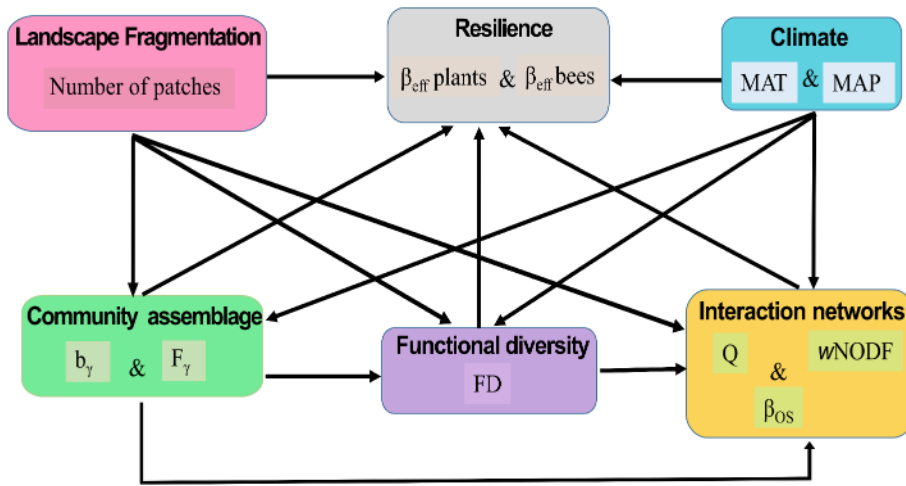 Landscape Fragmentation
Number of patches
Resilience
βeff plants & βeff bees
Climate
MAT & MAP
Community assemblage
bγ & Fγ
Functional diversity
FD
Interaction networks
Q & wNODF
βOS